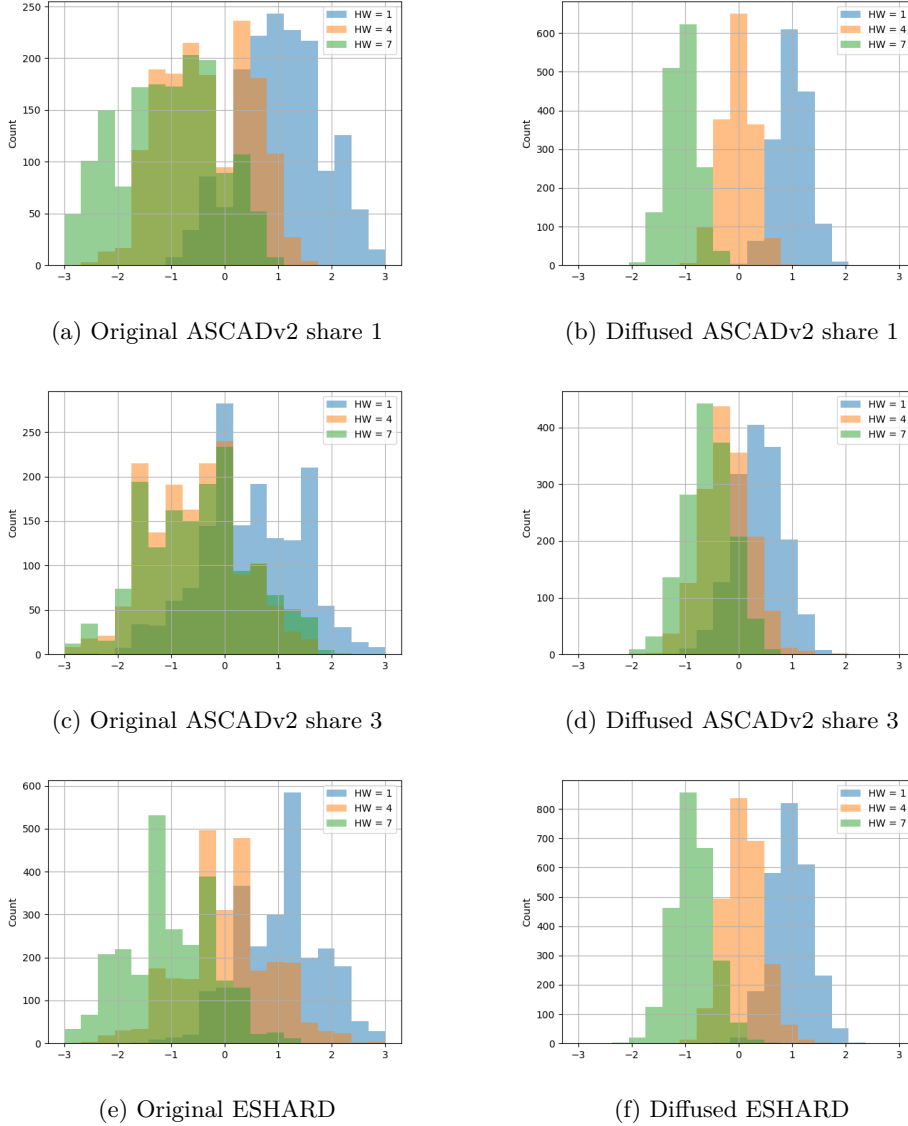 250
200
150
100
50
0
Count
−3 −2 −1 0 1 2 3
HW = 1
HW = 4
HW = 7
(a) Original ASCADv2 share 1
600
500
400
300
200
100
0
Count
−3 −2 −1 0 1 2 3
HW = 1
HW = 4
HW = 7
(b) Diffused ASCADv2 share 1
250
200
150
100
50
0
Count
−3 −2 −1 0 1 2 3
HW = 1
HW = 4
HW = 7
(c) Original ASCADv2 share 3
400
300
200
100
0
Count
−3 −2 −1 0 1 2 3
HW = 1
HW = 4
HW = 7
(d) Diffused ASCADv2 share 3
600
500
400
300
200
100
0
Count
−3 −2 −1 0 1 2 3
HW = 1
HW = 4
HW = 7
(e) Original ESHARD
800
700
600
500
400
300
200
100
0
Count
−3 −2 −1 0 1 2 3
HW = 1
HW = 4
HW = 7
(f) Diffused ESHARD